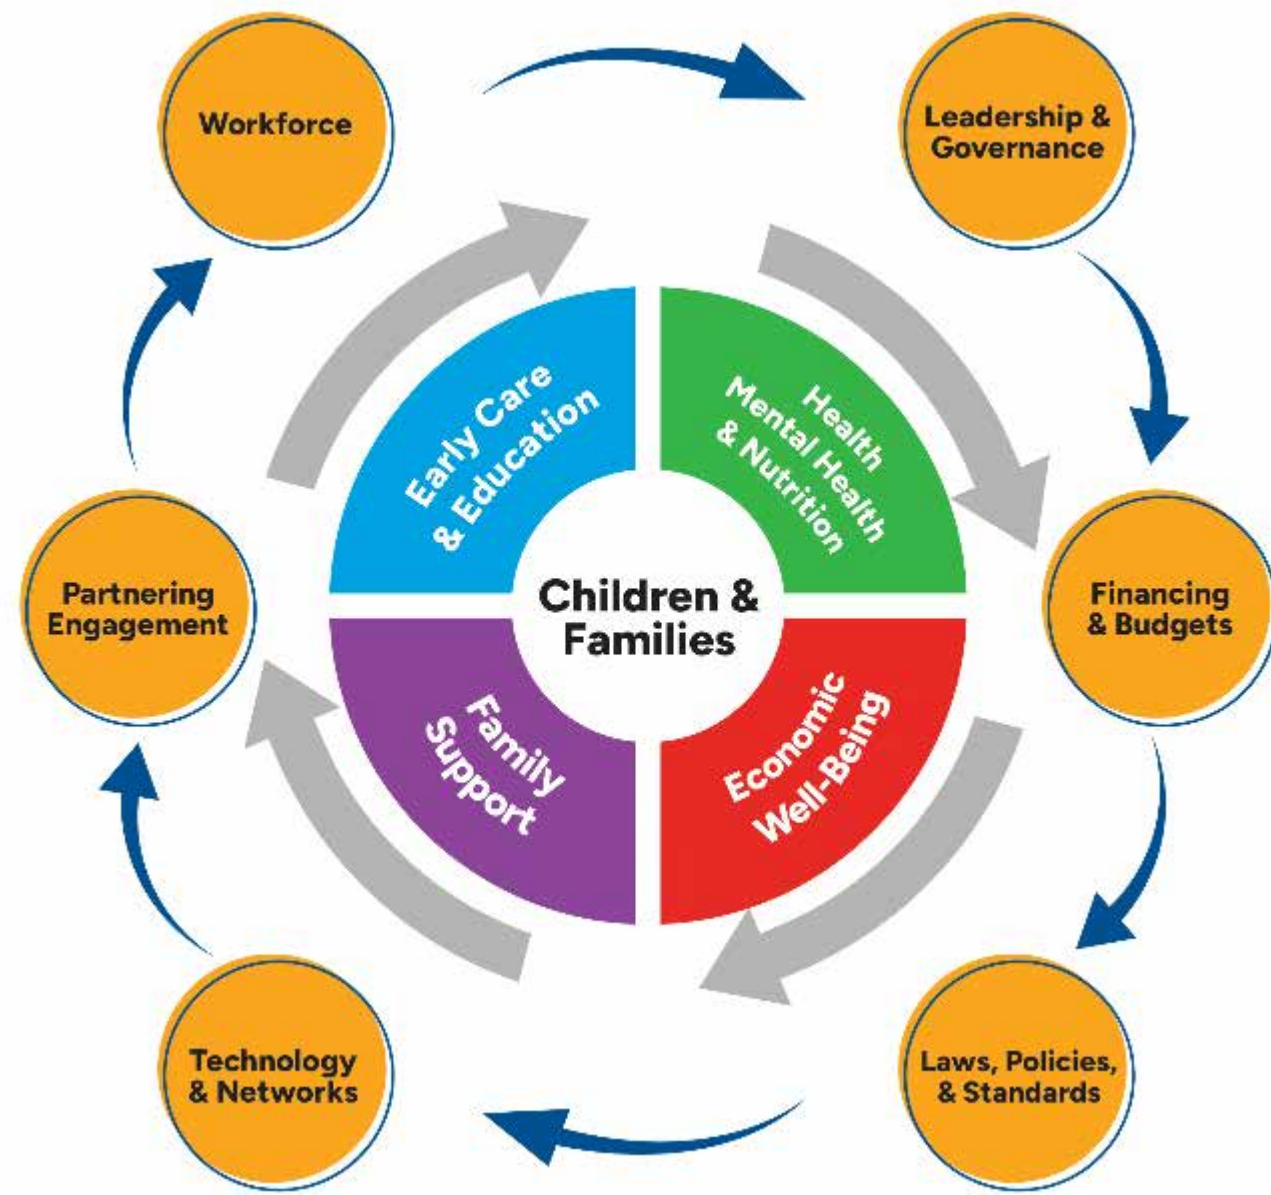 Workforce
Leadership &
Governance
Early Care
& Education
Health
Mental Health
& Nutrition
Partnering
Engagement
Children &
Families
Financing
& Budgets
Family
Support
Economic
Well-Being
Technology
& Networks
Laws, Policies,
& Standards